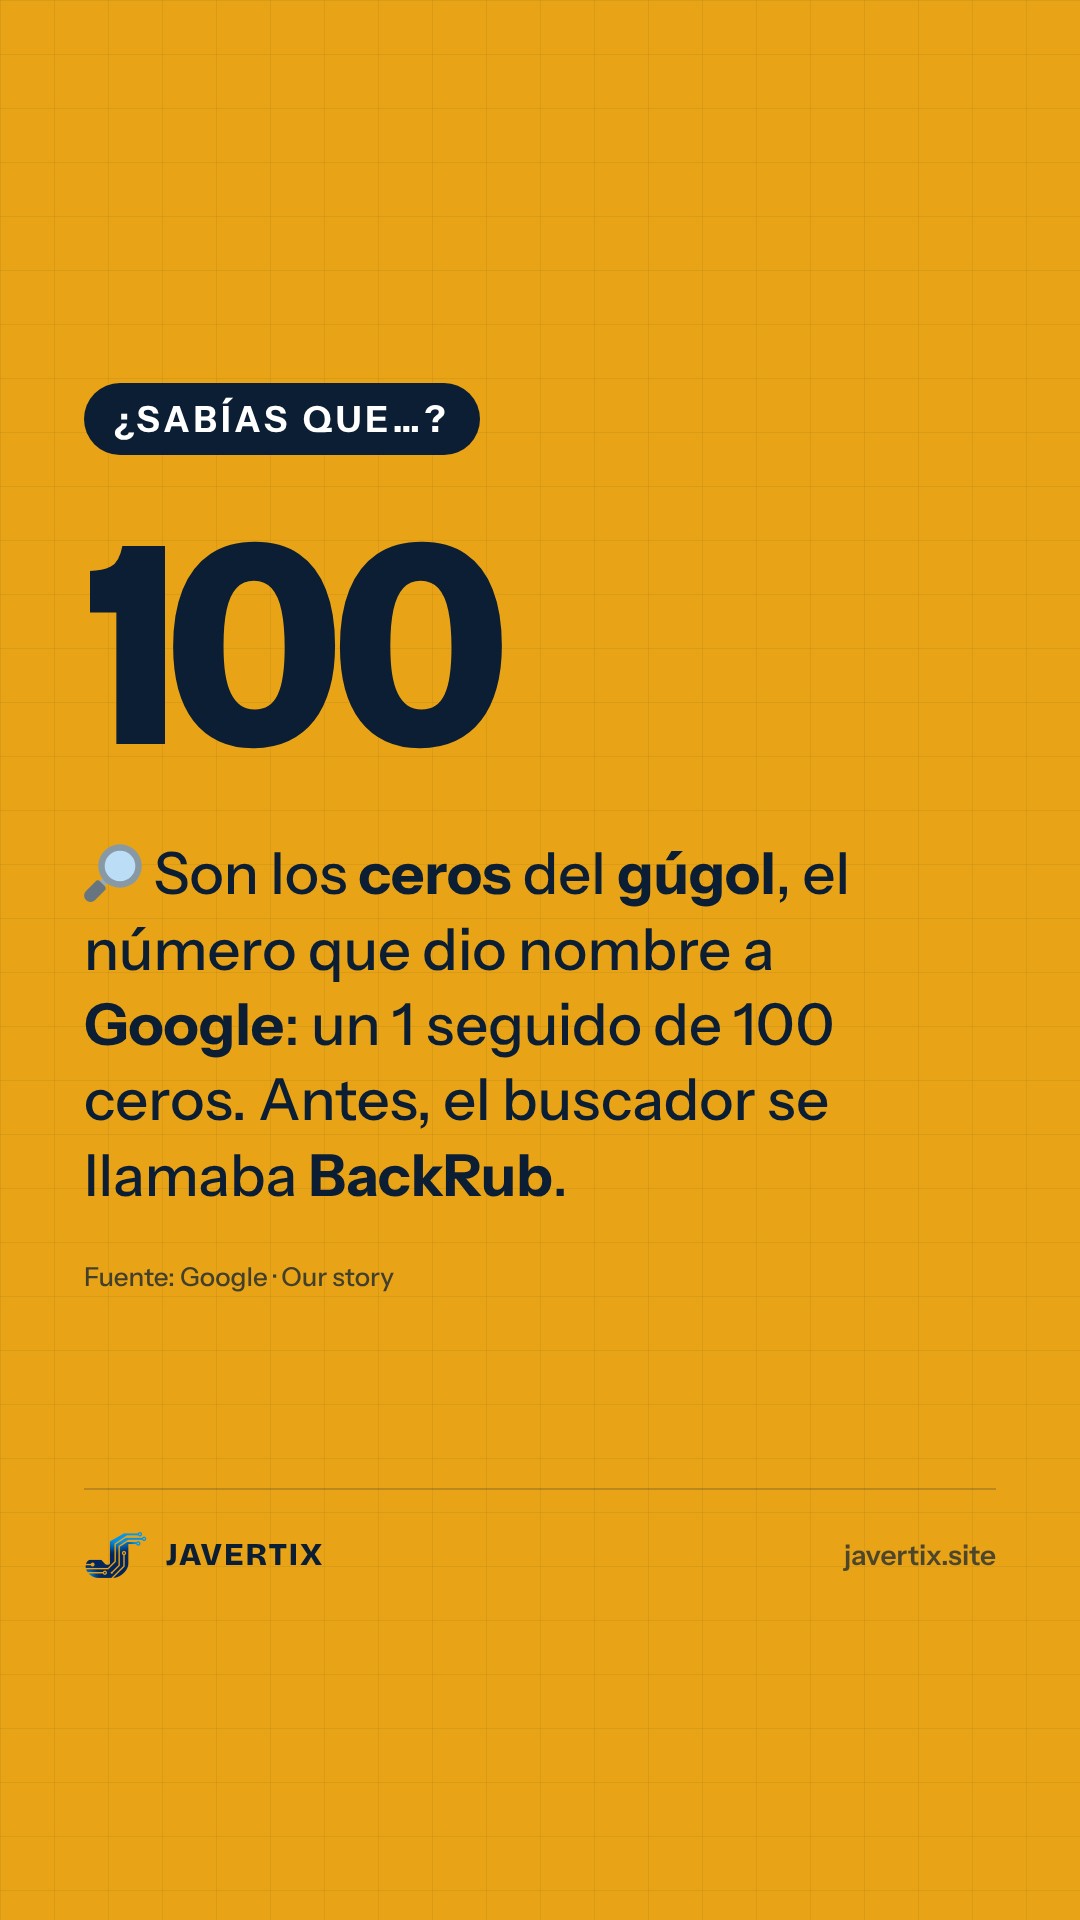 ¿SABÍAS QUE...?
100
Son los ceros del gúgol, el
número que dio nombre a
Google: un 1 seguido de 100
ceros. Antes, el buscador se
llamaba BackRub.
Fuente: Google · Our story
JAVERTIX
javertix.site